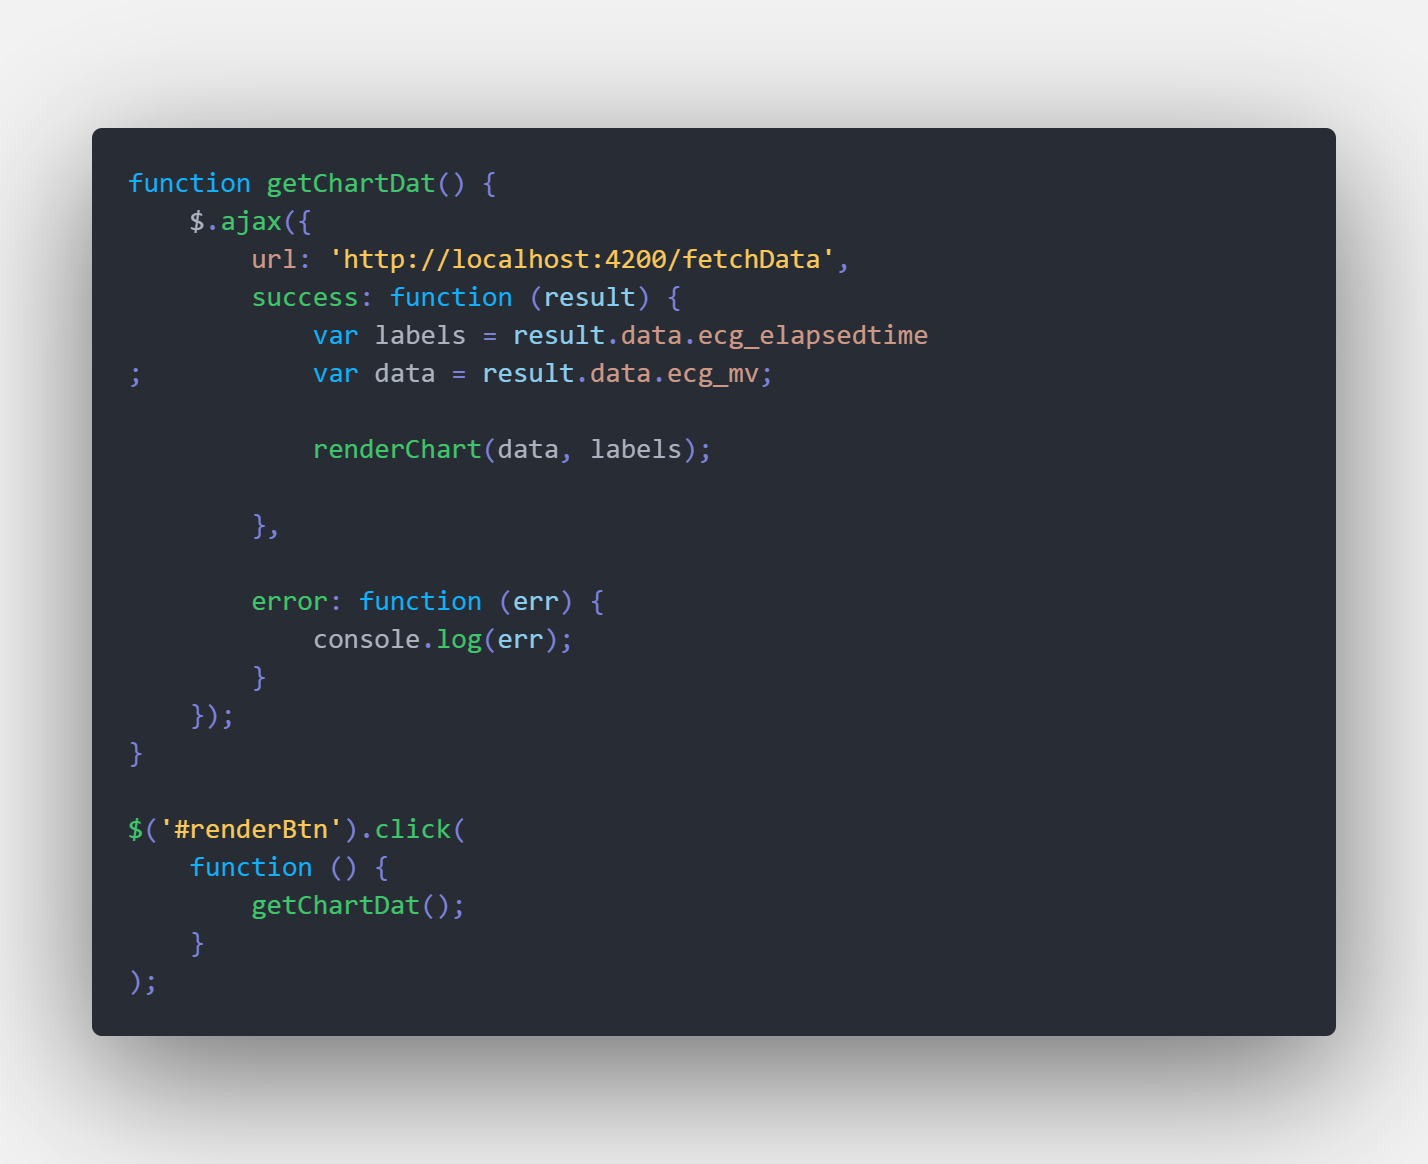 function getChartDat() {
    $.ajax({
        url: 'http://localhost:4200/fetchData',
        success: function (result) {
            var labels = result.data.ecg_elapsedtime
;           var data = result.data.ecg_mv;

            renderChart(data, labels);

        },

        error: function (err) {
            console.log(err);
        }
    });
}

$('#renderBtn').click(
    function () {
        getChartDat();
    }
);